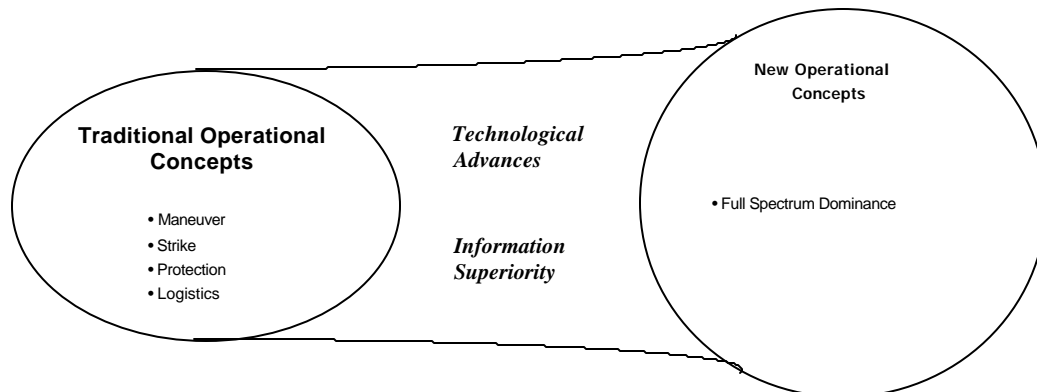 Traditional Operational
Concepts
• Maneuver
• Strike
• Protection
• Logistics
Technological
Advances
Information
Superiority
New Operational
Concepts
• Full Spectrum Dominance